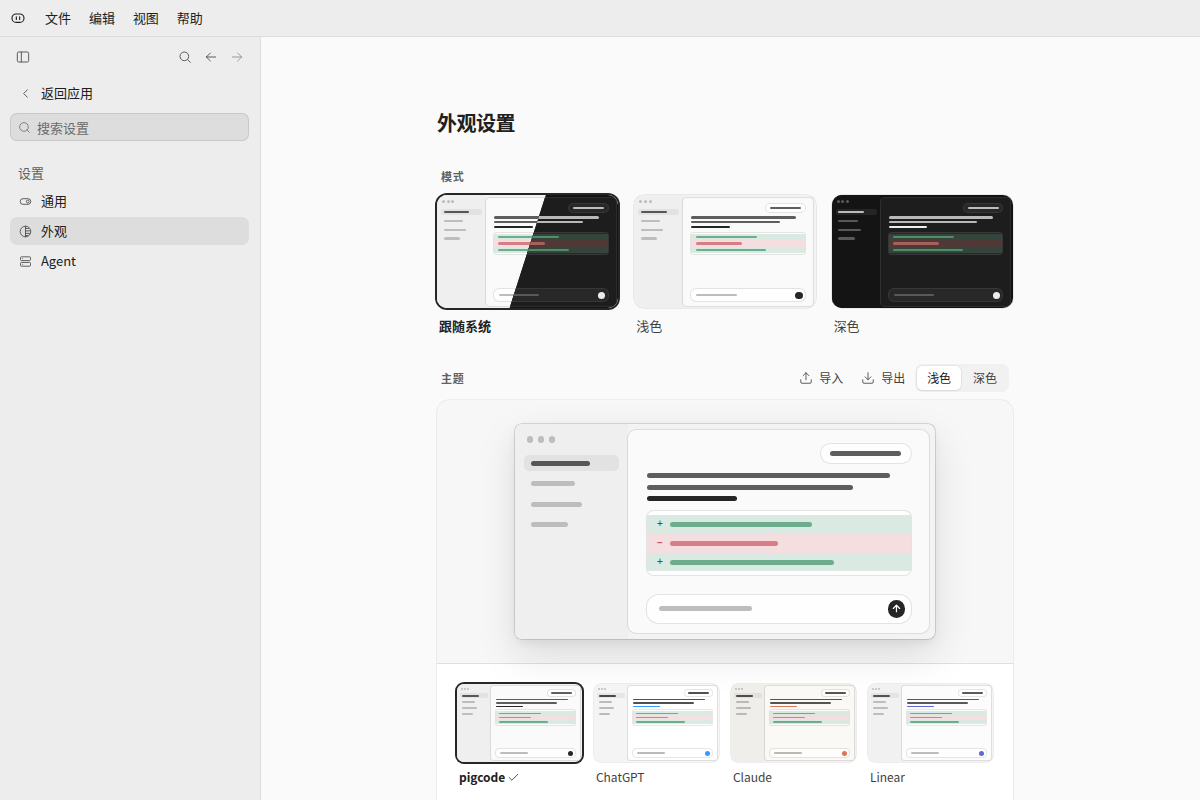 文件 编辑 视图 帮助
返回应用
搜索设置
设置
通用
外观
Agent
外观设置
模式
跟随系统 浅色 深色
主题 导入 导出 浅色 深色
+
−
+
pigcode ChatGPT Claude Linear